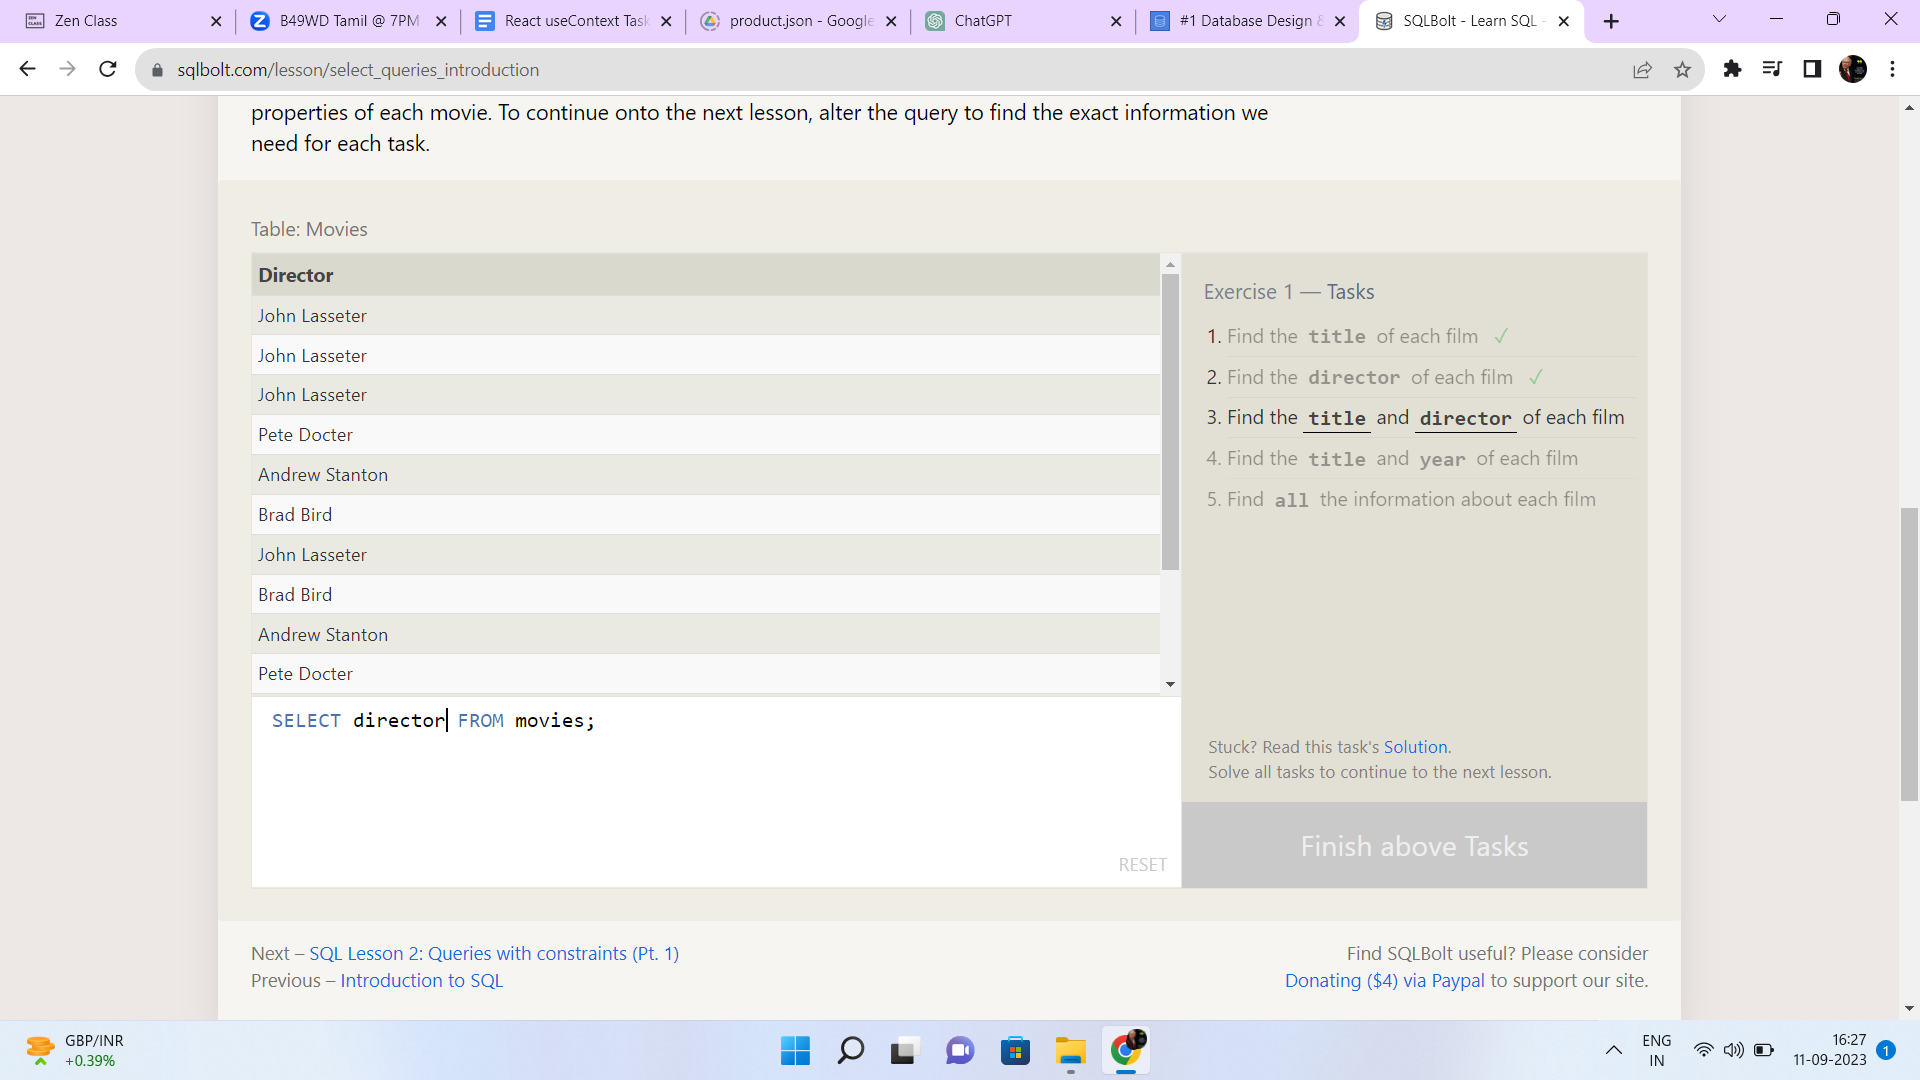 Zen Class
B49WD Tamil @ 7PM
React useContext Task
product.json - Google
ChatGPT
#1 Database Design &
SQLBolt - Learn SQL -
sqlbolt.com/lesson/select_queries_introduction
properties of each movie. To continue onto the next lesson, alter the query to find the exact information we
need for each task.
Table: Movies
Director
John Lasseter
John Lasseter
John Lasseter
Pete Docter
Andrew Stanton
Brad Bird
John Lasseter
Brad Bird
Andrew Stanton
Pete Docter
SELECT director FROM movies;
RESET
Exercise 1 — Tasks
1. Find the title of each film ✓
2. Find the director of each film ✓
3. Find the title and director of each film
4. Find the title and year of each film
5. Find all the information about each film
Stuck? Read this task's Solution.
Solve all tasks to continue to the next lesson.
Finish above Tasks
Next – SQL Lesson 2: Queries with constraints (Pt. 1)
Previous – Introduction to SQL
Find SQLBolt useful? Please consider
Donating ($4) via Paypal to support our site.
GBP/INR
+0.39%
ENG
IN
16:27
11-09-2023
1